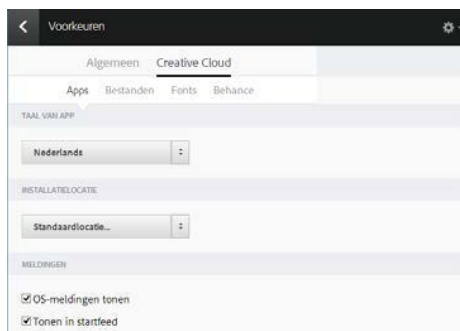 Voorkeuren
Algemeen Creative Cloud
Apps Bestanden Fonts Behance
TAAL VAN APP
Nederlands
INSTALLATIELOCATIE
Standaardlocatie...
MELDINGEN
OS-meldingen tonen
Tonen in startfeed